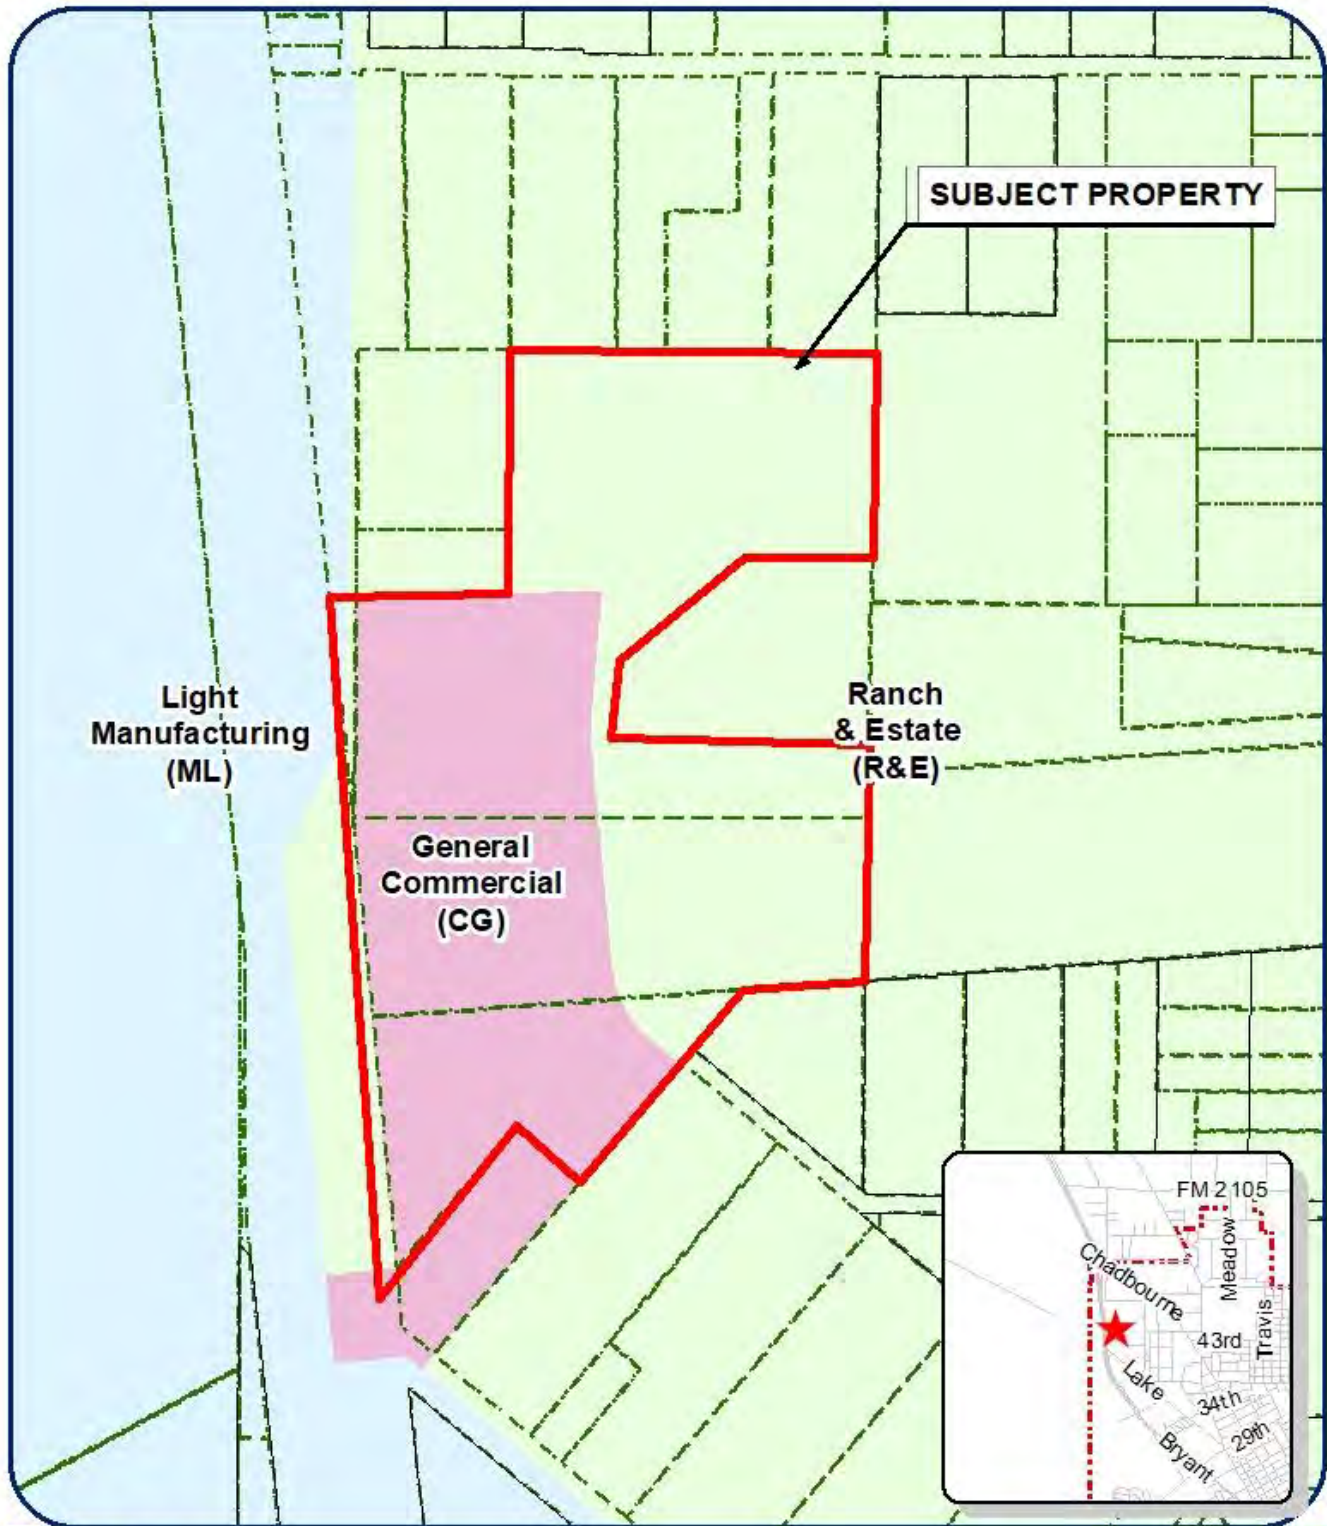 SUBJECT PROPERTY
Light
Manufacturing
(ML)
Ranch
& Estate
(R&E)
General
Commercial
(CG)
FM 2105
Meadow
Chadbourne
Travis
43rd
Lake
34th
29th
Bryant